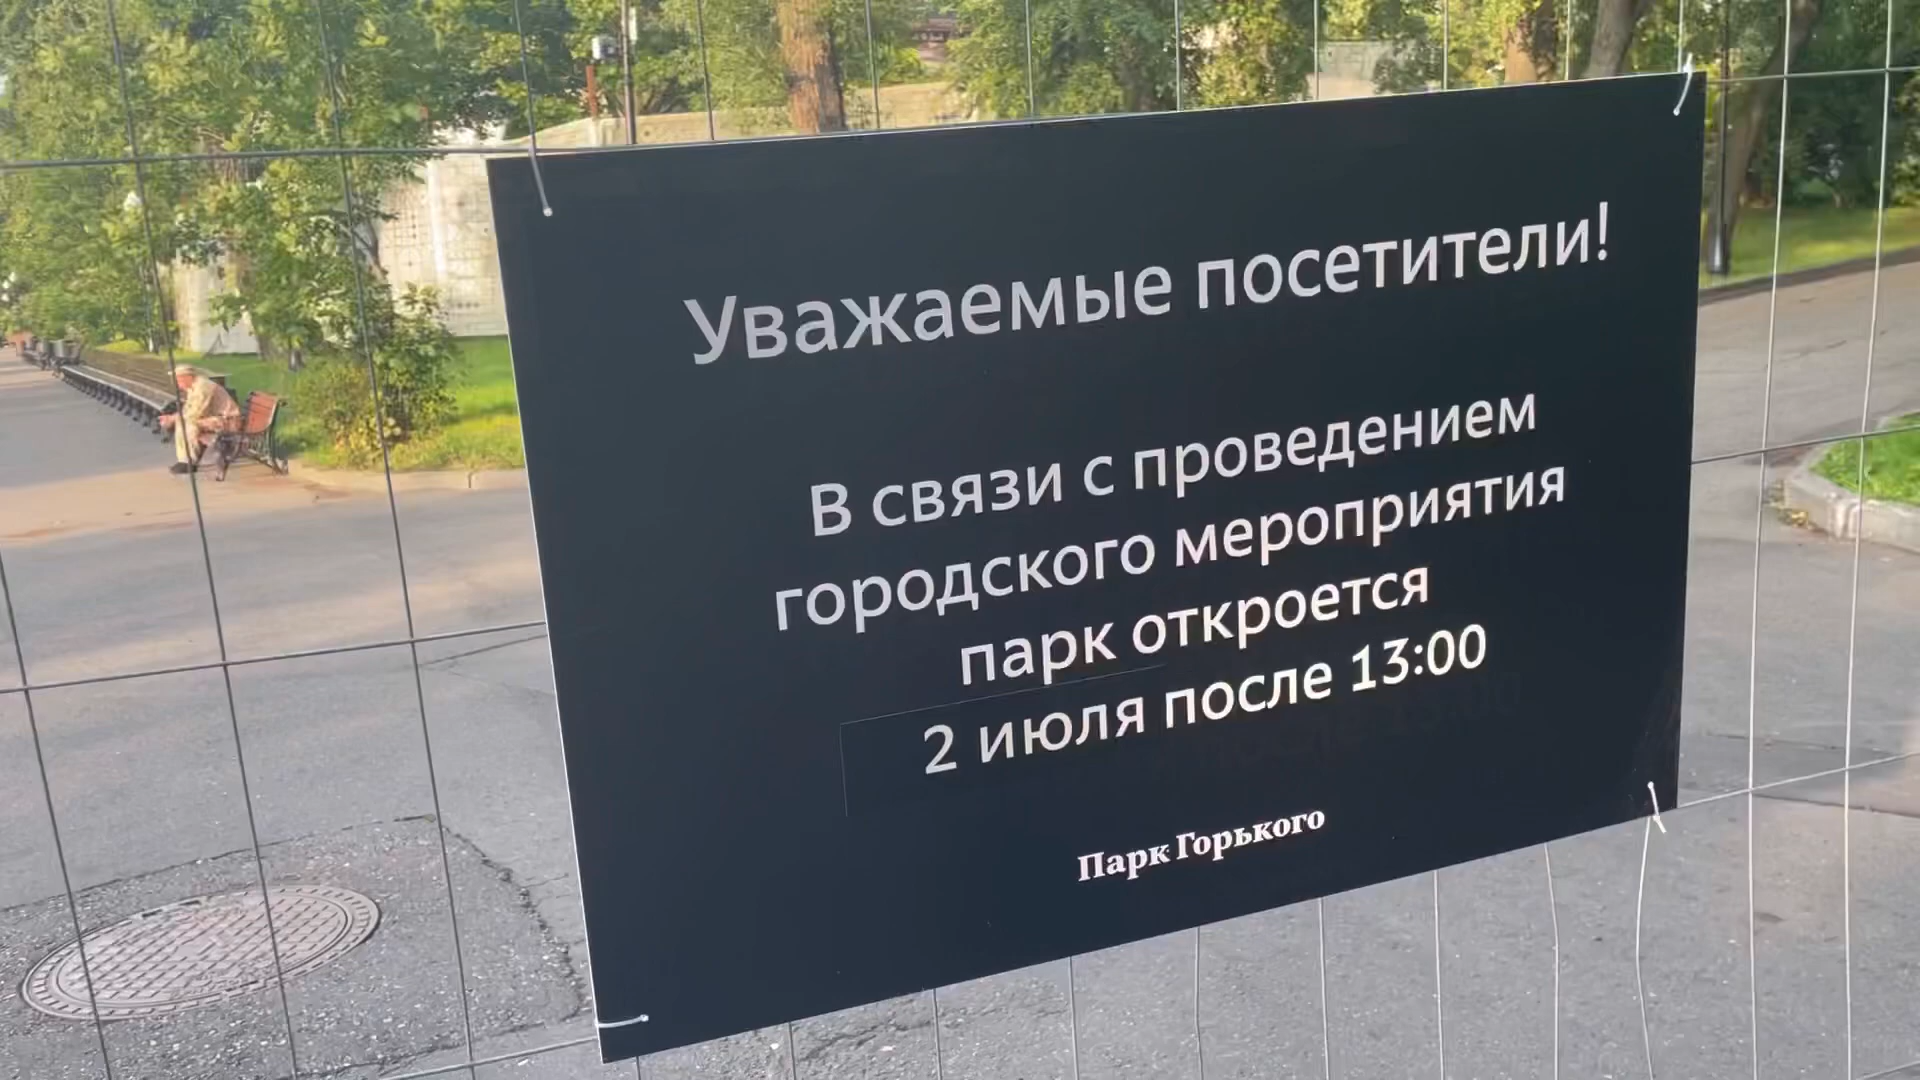 Уважаемые посетители!
В связи с проведением
городского мероприятия
парк откроется
2 июля после 13:00
Парк Горького